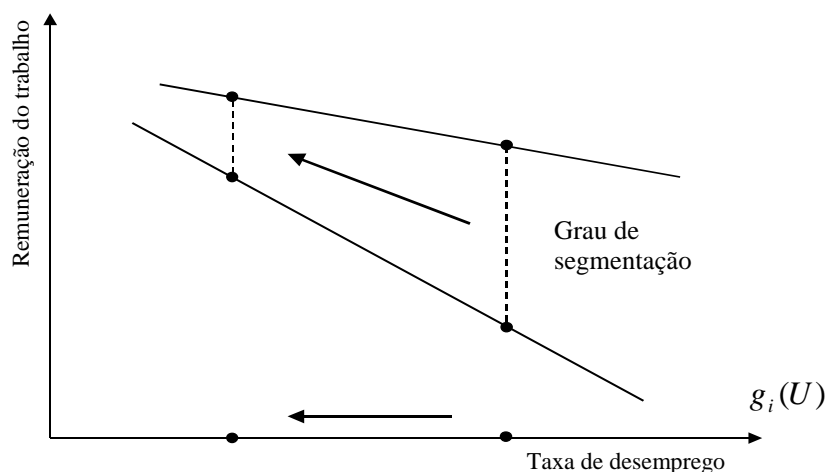 Remuneração do trabalho
Grau de
segmentação
g_i(U)
Taxa de desemprego